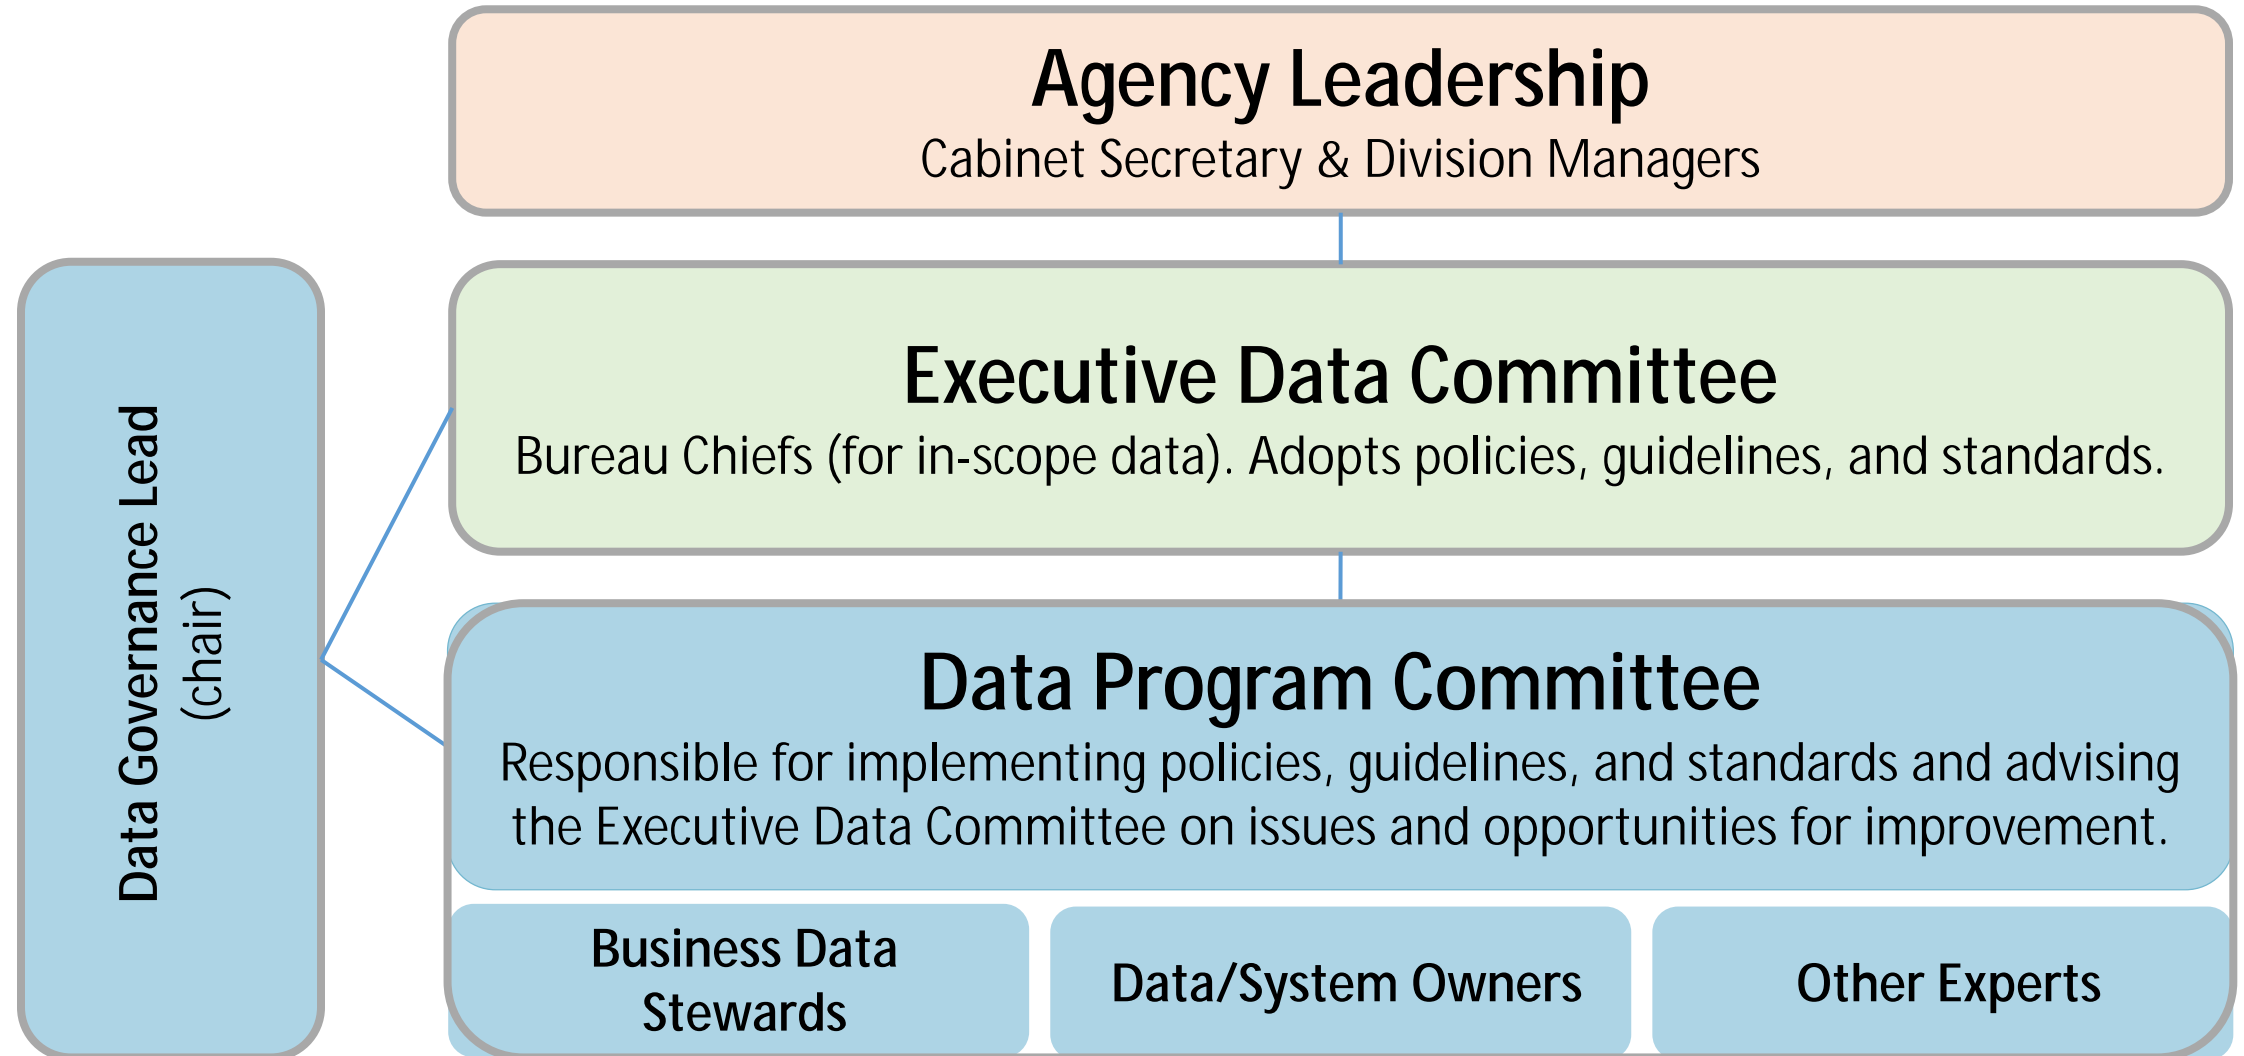 Agency Leadership
Cabinet Secretary & Division Managers
Data Governance Lead
(chair)
Executive Data Committee
Bureau Chiefs (for in-scope data). Adopts policies, guidelines, and standards.
Data Program Committee
Responsible for implementing policies, guidelines, and standards and advising
the Executive Data Committee on issues and opportunities for improvement.
Business Data
Stewards
Data/System Owners
Other Experts